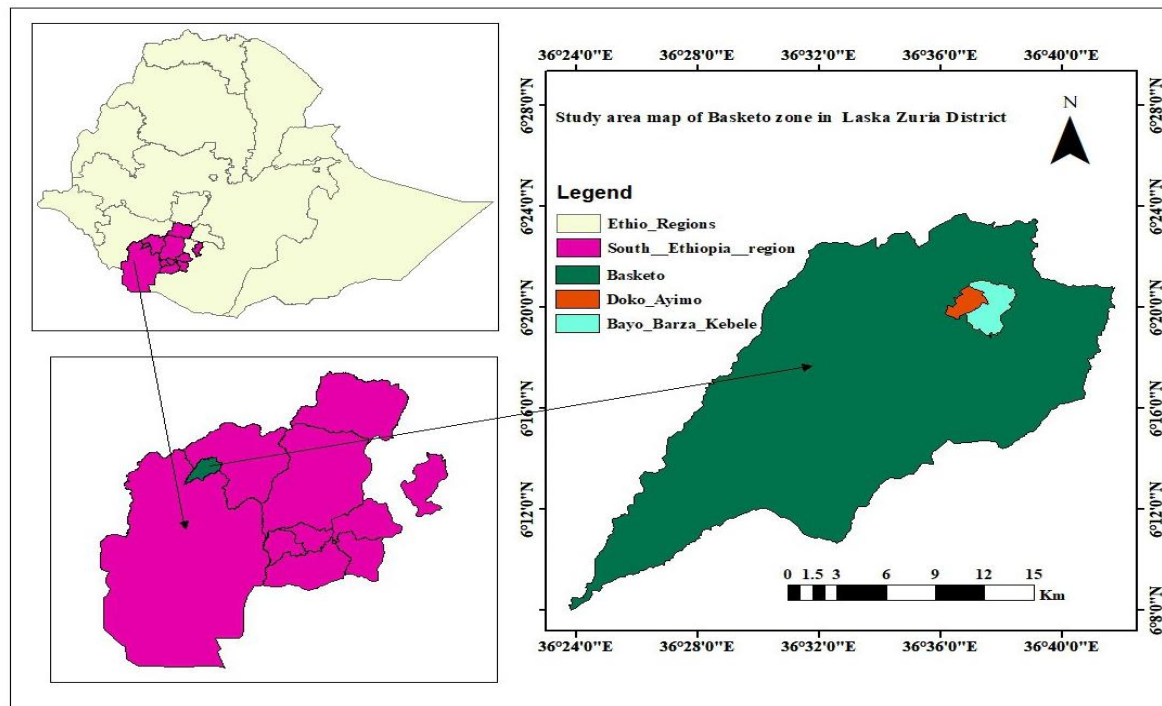 36°24'0"E 36°28'0"E 36°32'0"E 36°36'0"E 36°40'0"E
6°28'0"N
6°28'0"N
N
Study area map of Basketo zone in Laska Zuria District
Legend
Ethio_Regions
South__Ethiopia__region
Basketo
Doko_Ayimo
Bayo_Barza_Kebele
6°24'0"N
6°24'0"N
6°20'0"N
6°20'0"N
6°16'0"N
6°16'0"N
6°12'0"N
6°12'0"N
0 1.5 3 6 9 12 15
Km
6°8'0"N
6°8'0"N
36°24'0"E 36°28'0"E 36°32'0"E 36°36'0"E 36°40'0"E